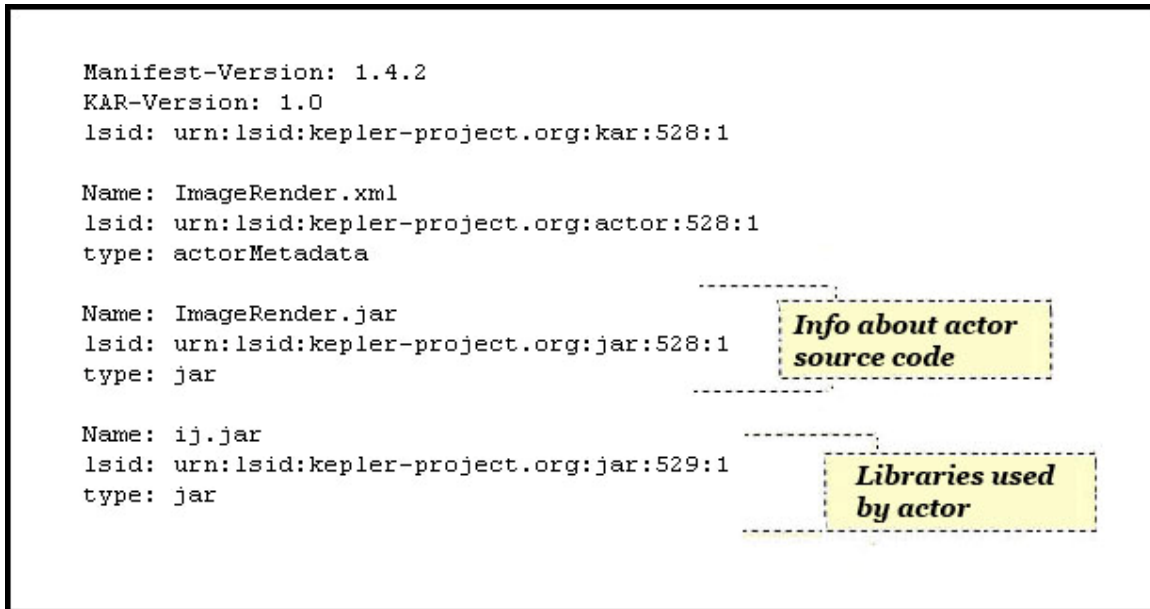 Manifest-Version: 1.4.2
KAR-Version: 1.0
lsid: urn:lsid:kepler-project.org:kar:528:1
Name: ImageRender.xml
lsid: urn:lsid:kepler-project.org:actor:528:1
type: actorMetadata
Name: ImageRender.jar
lsid: urn:lsid:kepler-project.org:jar:528:1
type: jar
Info about actor
source code
Name: ij.jar
lsid: urn:lsid:kepler-project.org:jar:529:1
type: jar
Libraries used
by actor